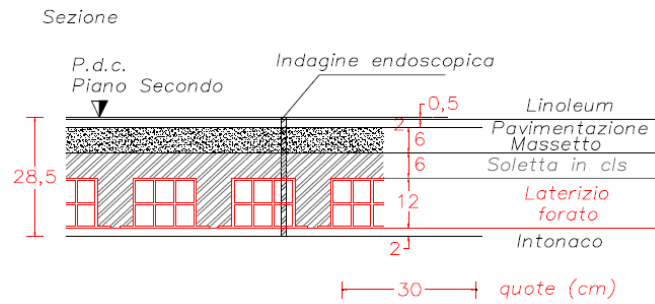 Sezione
P.d.c.
Piano Secondo
Indagine endoscopica
0,5
Linoleum
2
Pavimentazione
6
Massetto
6
Soletta in cls
28,5
12
Laterizio
forato
2
Intonaco
30
quote (cm)